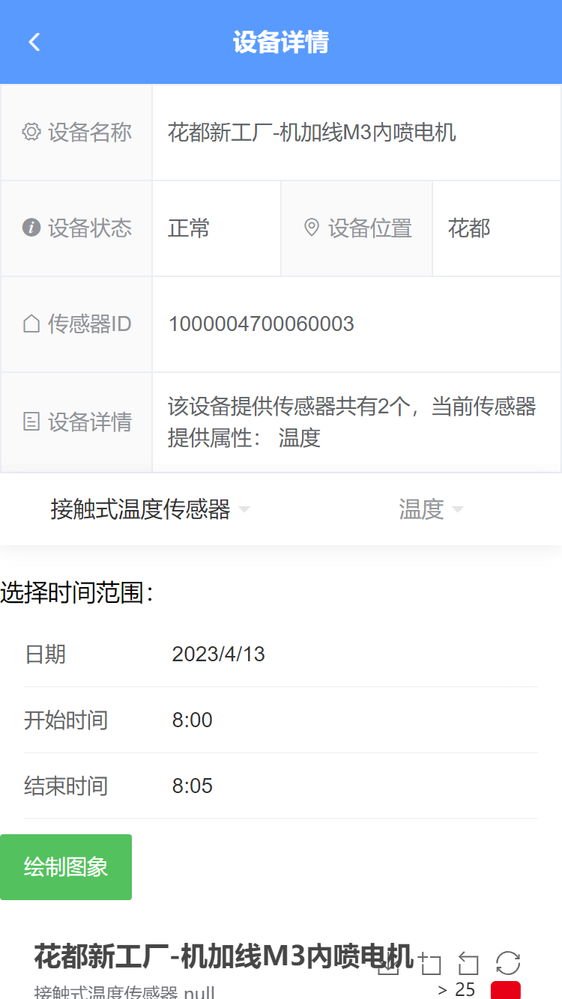 设备详情
设备名称 花都新工厂-机加线M3内喷电机
设备状态 正常 设备位置 花都
传感器ID 1000004700060003
设备详情 该设备提供传感器共有2个，当前传感器
提供属性： 温度
接触式温度传感器 温度
选择时间范围：
日期 2023/4/13
开始时间 8:00
结束时间 8:05
绘制图象
花都新工厂-机加线M3内喷电机
接触式温度传感器 null
> 25